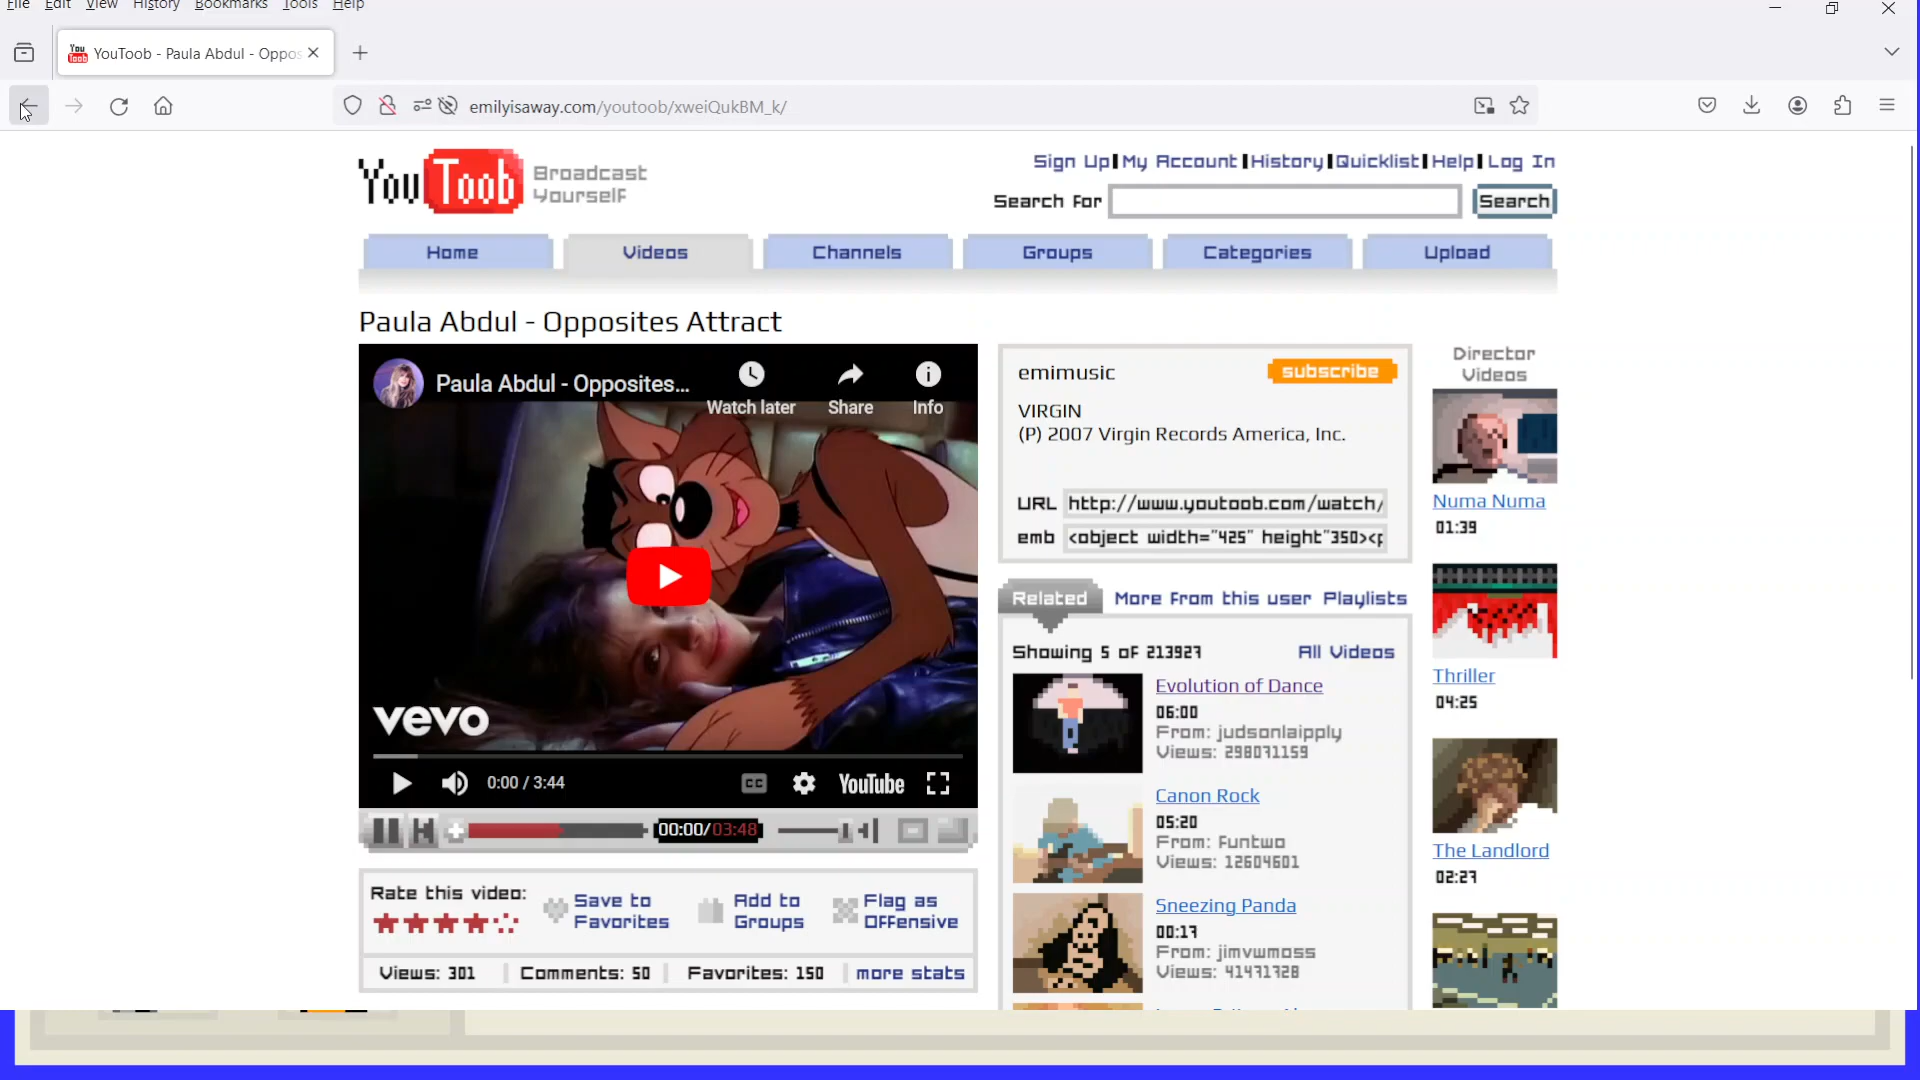 File Edit View History Bookmarks Tools Help
You Toob YouToob - Paula Abdul - Oppos
emilyisaway.com/youtoob/xweiQukBM_k/
YouToob Broadcast Yourself
Sign Up My Account History Quicklist Help Log In
Search for Search
Home Videos Channels Groups Categories Upload
Paula Abdul - Opposites Attract
Paula Abdul - Opposites...
Watch later Share Info
vevo
0:00 / 3:44 CC YouTube
00:00/03:48
Rate this video:
Save to Favorites
Add to Groups
Flag as Offensive
Views: 301 Comments: 50 Favorites: 150 more stats
emimusic subscribe
VIRGIN
(P) 2007 Virgin Records America, Inc.
URL http://www.youtoob.com/watch/
emb <object width="425" height"350><p
Related More from this user Playlists
Showing 5 of 213927 All Videos
Evolution of Dance
06:00
From: judsonlaipply
Views: 298071159
Canon Rock
05:20
From: funtwo
Views: 12604601
Sneezing Panda
00:17
From: jimvwmoss
Views: 41471728
Director
Videos
Numa Numa
01:39
Thriller
04:25
The Landlord
02:27